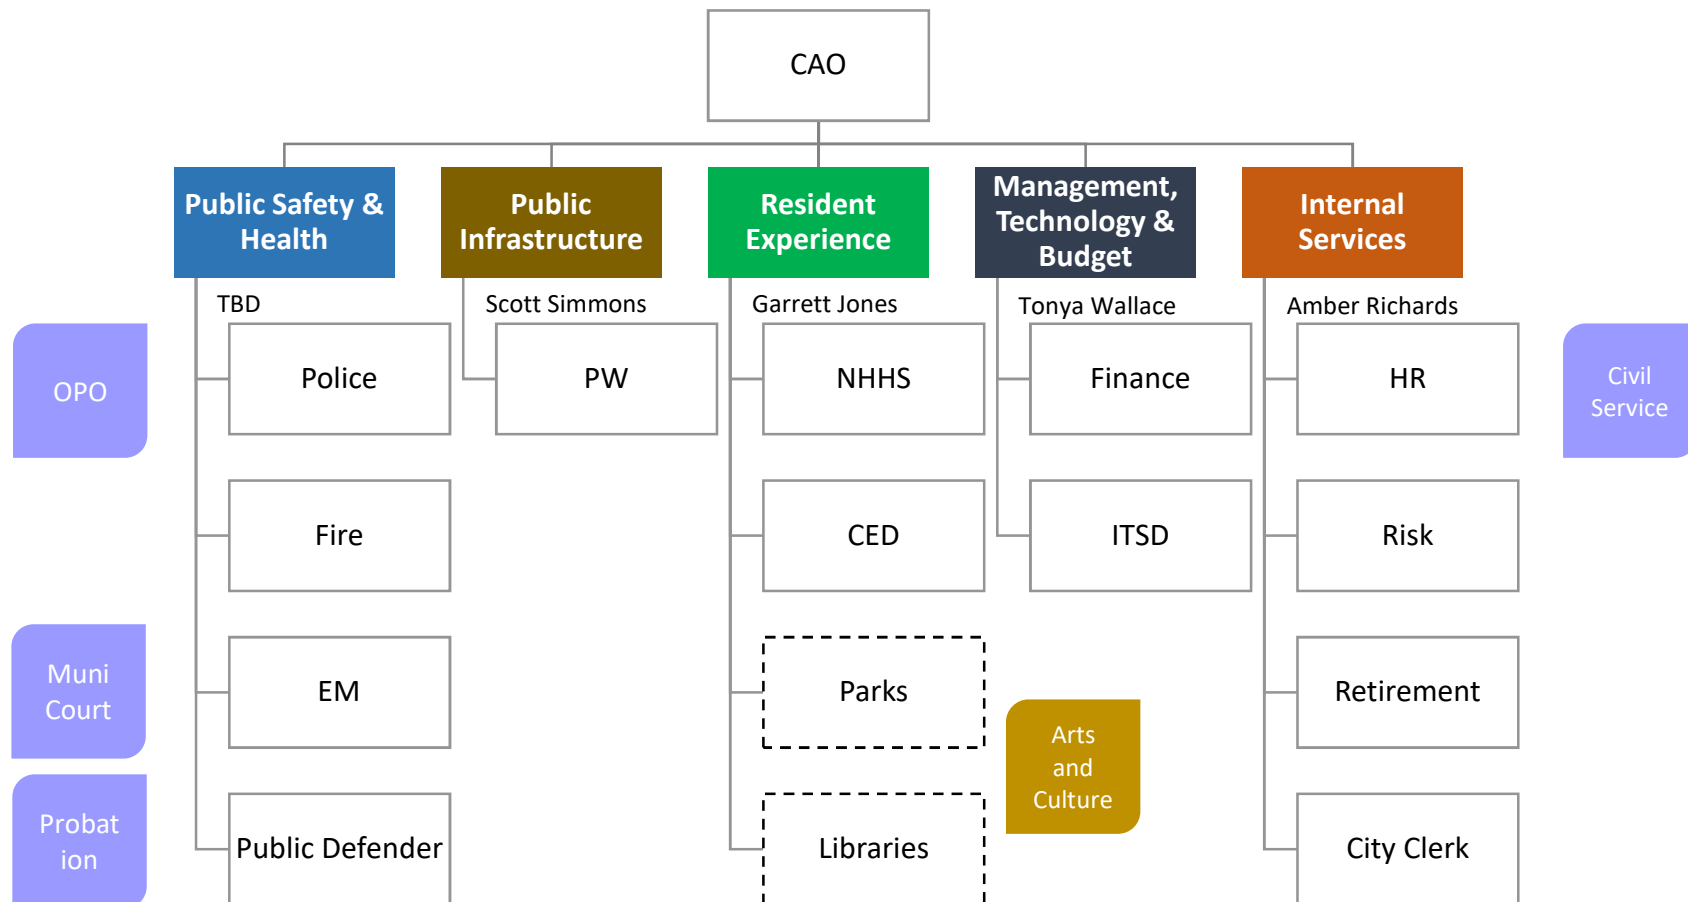 CAO
Public Safety &
Health
Public
Infrastructure
Resident
Experience
Management,
Technology &
Budget
Internal
Services
TBD
Scott Simmons
Garrett Jones
Tonya Wallace
Amber Richards
OPO
Police
PW
NHHS
Finance
HR
Civil
Service
Fire
CED
ITSD
Risk
Muni
Court
EM
Parks
Arts
and
Culture
Retirement
Probat
ion
Public Defender
Libraries
City Clerk